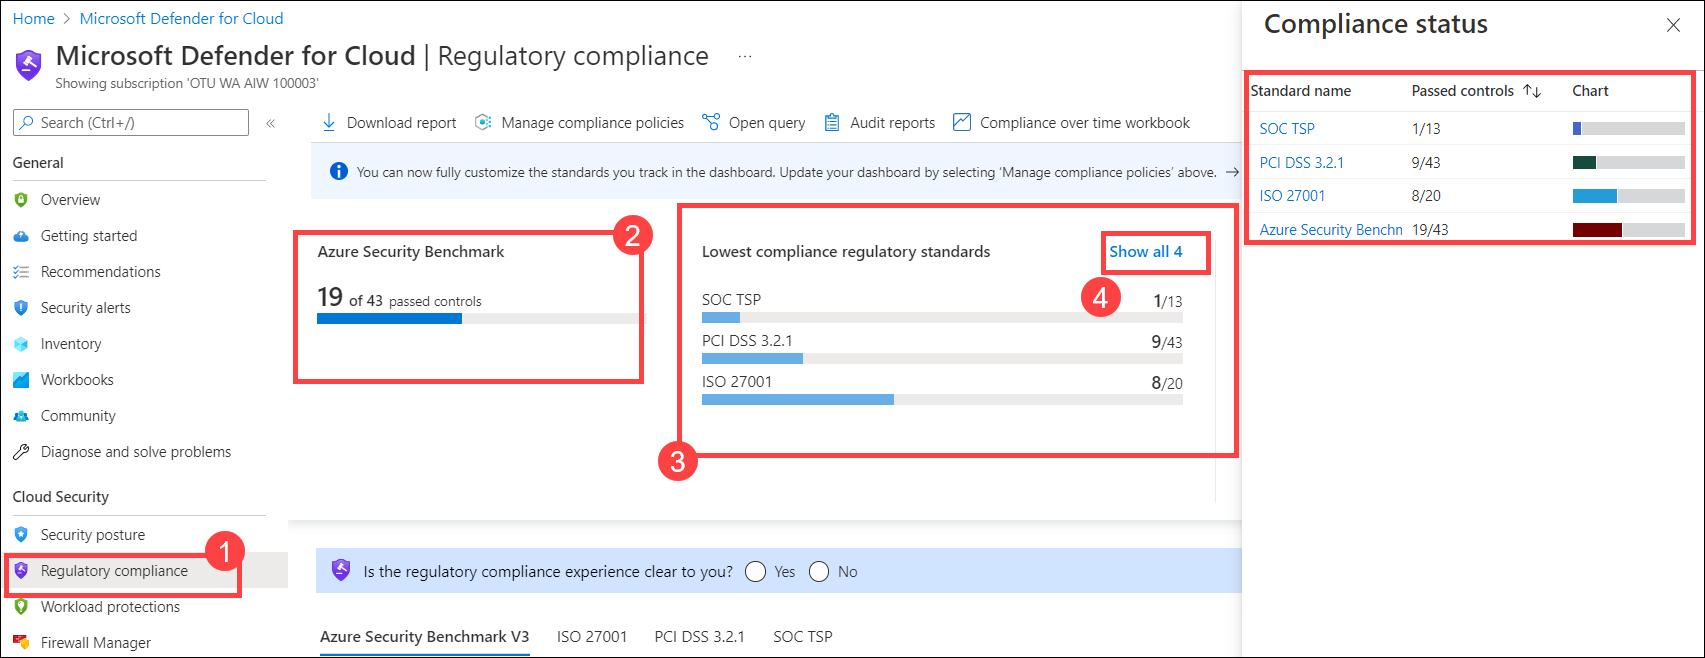 Home > Microsoft Defender for Cloud
Microsoft Defender for Cloud | Regulatory compliance ...
Showing subscription 'OTU WA AIW 100003'
Search (Ctrl+/) «
General
Overview
Getting started
Recommendations
Security alerts
Inventory
Workbooks
Community
Diagnose and solve problems
Cloud Security
Security posture
Regulatory compliance
1
Workload protections
Firewall Manager
Download report Manage compliance policies Open query Audit reports Compliance over time workbook
You can now fully customize the standards you track in the dashboard. Update your dashboard by selecting 'Manage compliance policies' above. →
2
Azure Security Benchmark
19 of 43 passed controls
Lowest compliance regulatory standards Show all 4
4
SOC TSP 1/13
PCI DSS 3.2.1 9/43
ISO 27001 8/20
3
Is the regulatory compliance experience clear to you? Yes No
Azure Security Benchmark V3 ISO 27001 PCI DSS 3.2.1 SOC TSP
Compliance status
Standard name Passed controls ↑↓ Chart
SOC TSP 1/13
PCI DSS 3.2.1 9/43
ISO 27001 8/20
Azure Security Benchn 19/43